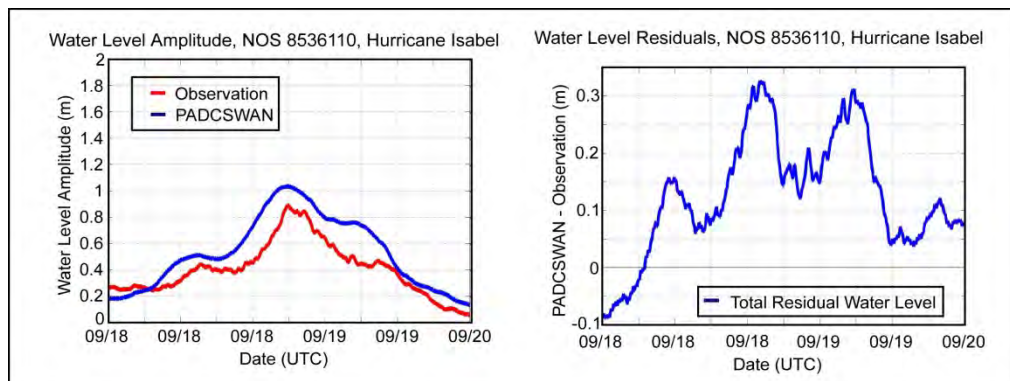 Water Level Amplitude, NOS 8536110, Hurricane Isabel
2
1.8
1.6
1.4
1.2
1
0.8
0.6
0.4
0.2
0
Water Level Amplitude (m)
Observation
PADCSWAN
09/18 09/18 09/18 09/19 09/19 09/20
Date (UTC)
Water Level Residuals, NOS 8536110, Hurricane Isabel
0.3
0.2
0.1
0
-0.1
PADCSWAN - Observation (m)
Total Residual Water Level
09/18 09/18 09/18 09/19 09/19 09/20
Date (UTC)